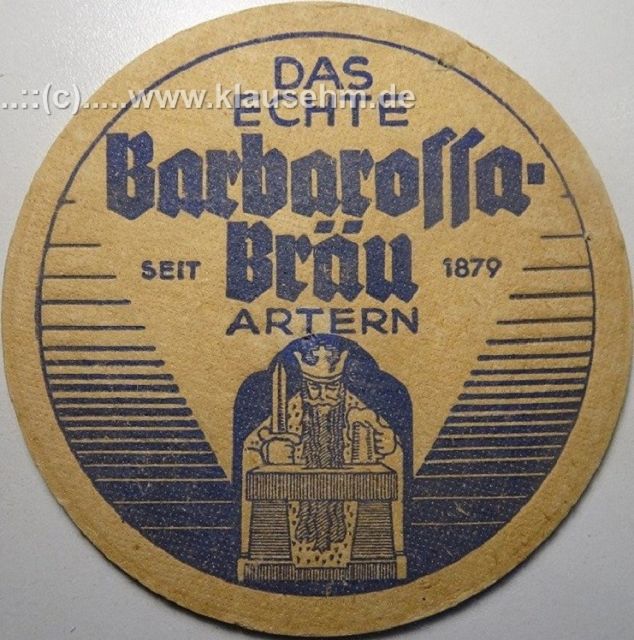 DAS
..::(c).....www.klausehm.de
ECHTE
Barbaroſſa-
Bräu
SEIT 1879
ARTERN